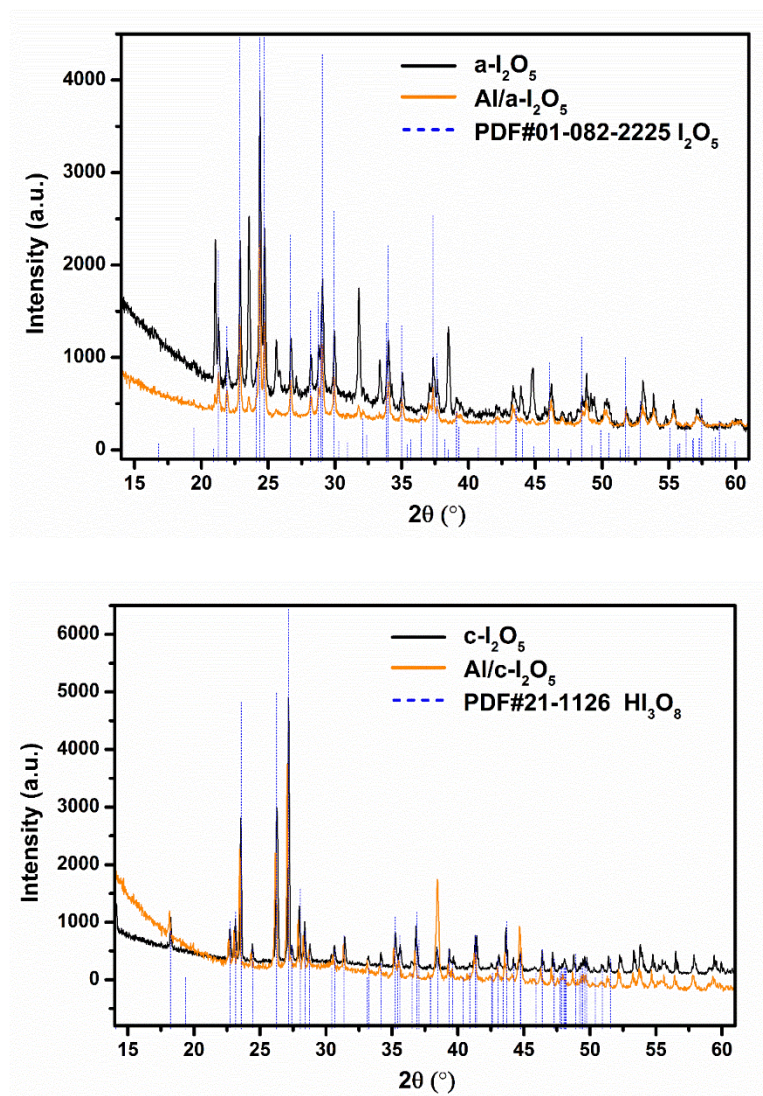 4000
3000
2000
1000
0
Intensity (a.u.)
a-I₂O₅
Al/a-I₂O₅
PDF#01-082-2225 I₂O₅
15 20 25 30 35 40 45 50 55 60
2θ (°)
6000
5000
4000
3000
2000
1000
0
Intensity (a.u.)
c-I₂O₅
Al/c-I₂O₅
PDF#21-1126 HI₃O₈
15 20 25 30 35 40 45 50 55 60
2θ (°)